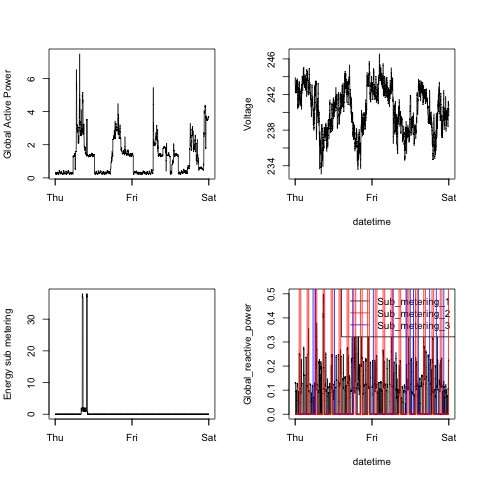 Global Active Power
0 2 4 6
Thu Fri Sat
Voltage
234 238 242 246
Thu Fri Sat
datetime
Energy sub metering
0 10 20 30
Thu Fri Sat
Global_reactive_power
0.0 0.1 0.2 0.3 0.4 0.5
Sub_metering_1
Sub_metering_2
Sub_metering_3
Thu Fri Sat
datetime